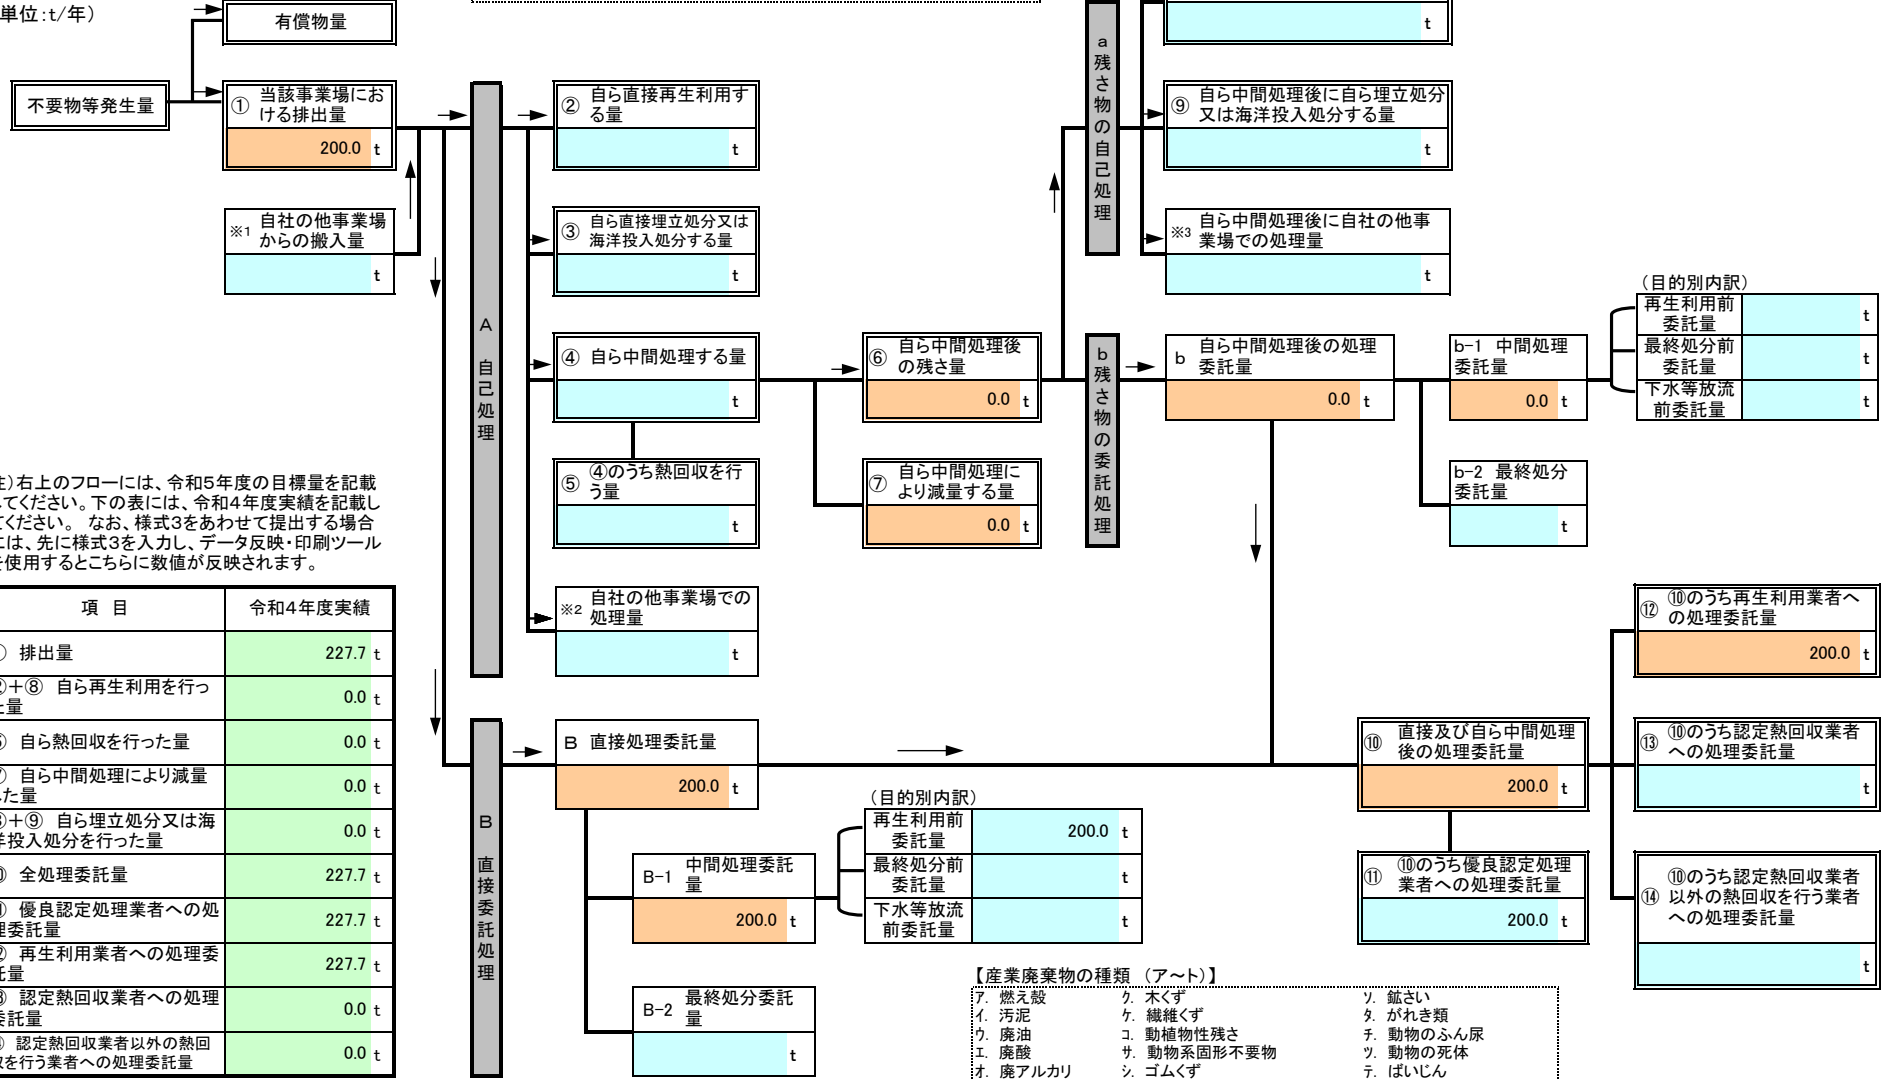 単位:t/年)
有償物量
t
不要物等発生量
① 当該事業場にお
ける排出量
200.0 t
※1 自社の他事業場
からの搬入量
t
A 自己処理
② 自ら直接再生利用す
る量
t
③ 自ら直接埋立処分又は
海洋投入処分する量
t
④ 自ら中間処理する量
t
⑤ ④のうち熱回収を行
う量
t
※2 自社の他事業場での
処理量
t
⑥ 自ら中間処理後
の残さ量
0.0 t
⑦ 自ら中間処理に
より減量する量
0.0 t
a 残さ物の自己処理
⑨ 自ら中間処理後に自ら埋立処分
又は海洋投入処分する量
t
※3 自ら中間処理後に自社の他事
業場での処理量
t
b 残さ物の委託処理
b 自ら中間処理後の処理
委託量
0.0 t
b-1 中間処理
委託量
0.0 t
b-2 最終処分
委託量
t
(目的別内訳)
再生利用前
委託量
t
最終処分前
委託量
t
下水等放流
前委託量
t
注)右上のフローには、令和5年度の目標量を記載
してください。下の表には、令和4年度実績を記載し
てください。 なお、様式3をあわせて提出する場合
には、先に様式3を入力し、データ反映・印刷ツール
を使用するとこちらに数値が反映されます。
項 目 令和4年度実績
排出量 227.7 t
②+⑧ 自ら再生利用を行っ
た量 0.0 t
自ら熱回収を行った量 0.0 t
自ら中間処理により減量
した量 0.0 t
③+⑨ 自ら埋立処分又は海
洋投入処分を行った量 0.0 t
全処理委託量 227.7 t
優良認定処理業者への処
理委託量 227.7 t
再生利用業者への処理委
託量 227.7 t
認定熱回収業者への処理
委託量 0.0 t
認定熱回収業者以外の熱回
収を行う業者への処理委託量 0.0 t
B 直接委託処理
B 直接処理委託量
200.0 t
B-1 中間処理委託
量
200.0 t
B-2 最終処分委託
量
t
(目的別内訳)
再生利用前
委託量
200.0 t
最終処分前
委託量
t
下水等放流
前委託量
t
⑩ 直接及び自ら中間処理
後の処理委託量
200.0 t
⑪ ⑩のうち優良認定処理
業者への処理委託量
200.0 t
⑫ ⑩のうち再生利用業者へ
の処理委託量
200.0 t
⑬ ⑩のうち認定熱回収業者
への処理委託量
t
⑭ ⑩のうち認定熱回収業者
以外の熱回収を行う業者
への処理委託量
t
【産業廃棄物の種類 (ア~ト)】
ア. 燃え殻 ク. 木くず ソ. 鉱さい
イ. 汚泥 ケ. 繊維くず タ. がれき類
ウ. 廃油 コ. 動植物性残さ チ. 動物のふん尿
エ. 廃酸 サ. 動物系固形不要物 ツ. 動物の死体
オ. 廃アルカリ シ. ゴムくず テ. ばいじん